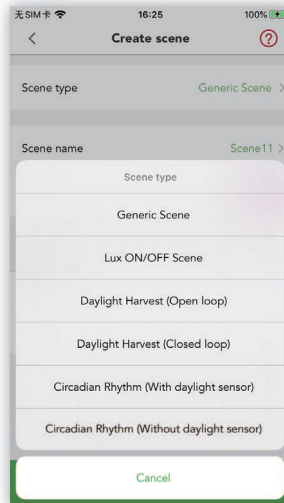 无SIM卡 16:25 100%
Create scene ?
Scene type Generic Scene >
Scene name Scene11 >
Scene type
Generic Scene
Lux ON/OFF Scene
Daylight Harvest (Open loop)
Daylight Harvest (Closed loop)
Circadian Rhythm (With daylight sensor)
Circadian Rhythm (Without daylight sensor)
Cancel